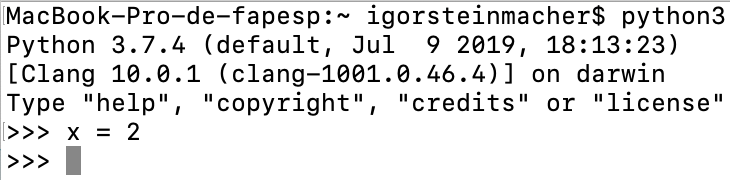 MacBook-Pro-de-fapesp:~ igorsteinmacher$ python3
Python 3.7.4 (default, Jul  9 2019, 18:13:23)
[Clang 10.0.1 (clang-1001.0.46.4)] on darwin
Type "help", "copyright", "credits" or "license"
>>> x = 2
>>>